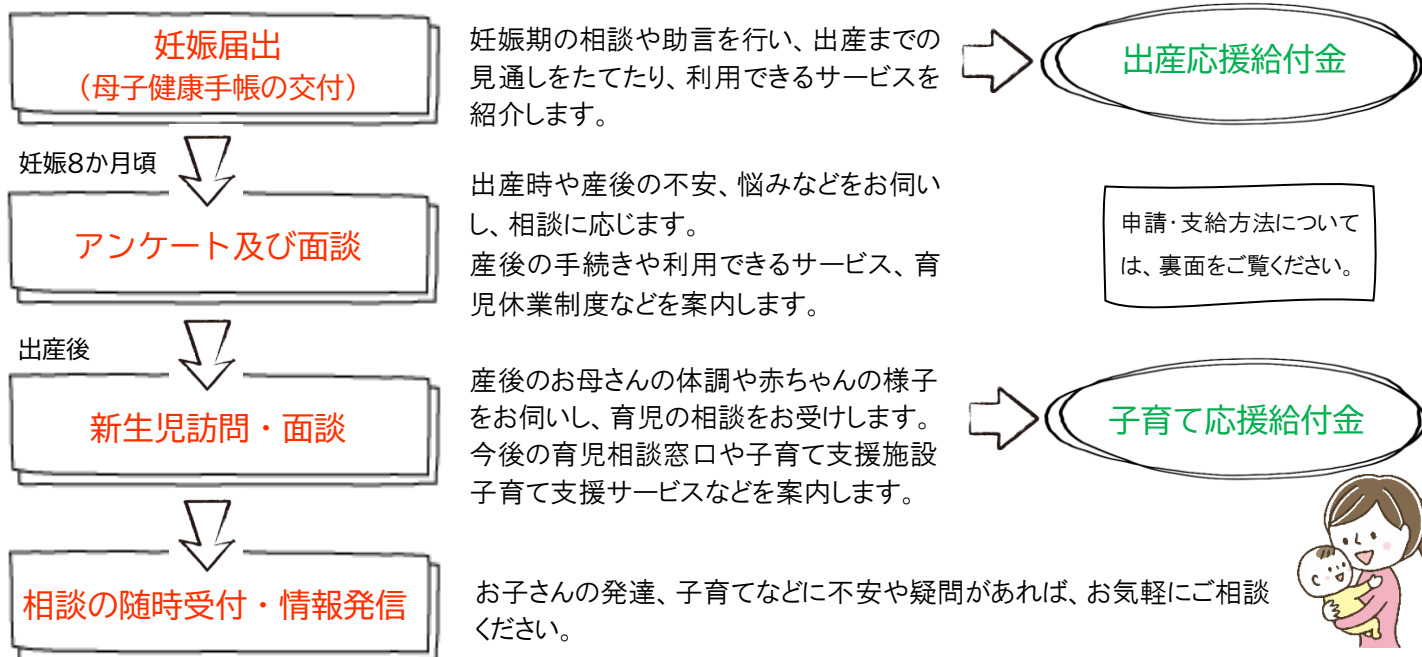 妊娠届出
（母子健康手帳の交付）
妊娠期の相談や助言を行い、出産までの
見通しをたてたり、利用できるサービスを
紹介します。
出産応援給付金
妊娠8か月頃
アンケート及び面談
出産時や産後の不安、悩みなどをお伺い
し、相談に応じます。
産後の手続きや利用できるサービス、育
児休業制度などを案内します。
申請・支給方法について
は、裏面をご覧ください。
出産後
新生児訪問・面談
産後のお母さんの体調や赤ちゃんの様子
をお伺いし、育児の相談をお受けします。
今後の育児相談窓口や子育て支援施設
子育て支援サービスなどを案内します。
子育て応援給付金
相談の随時受付・情報発信
お子さんの発達、子育てなどに不安や疑問があれば、お気軽にご相談
ください。